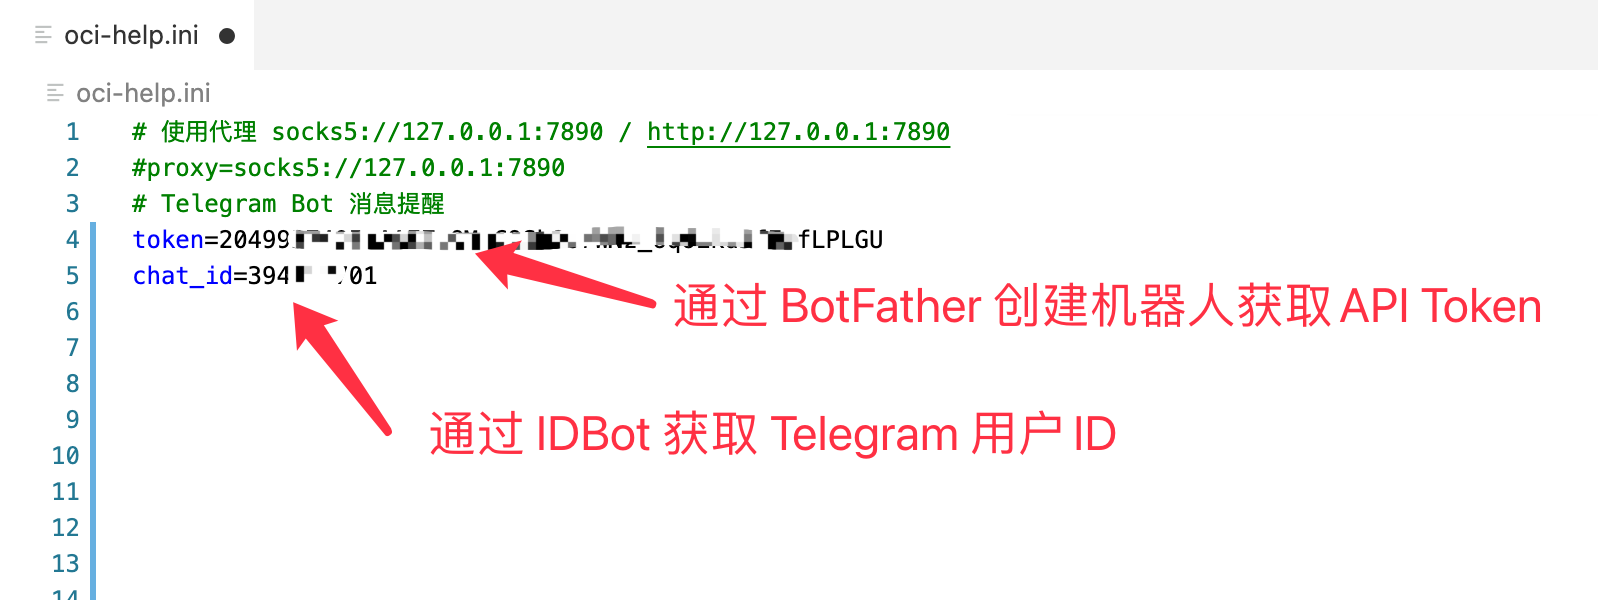 oci-help.ini
oci-help.ini
1 # 使用代理 socks5://127.0.0.1:7890 / http://127.0.0.1:7890
2 #proxy=socks5://127.0.0.1:7890
3 # Telegram Bot 消息提醒
4 token=20499 fLPLGU
5 chat_id=394 01
6 通过 BotFather 创建机器人获取 API Token
7
8
9 通过 IDBot 获取 Telegram 用户 ID
10
11
12
13
14